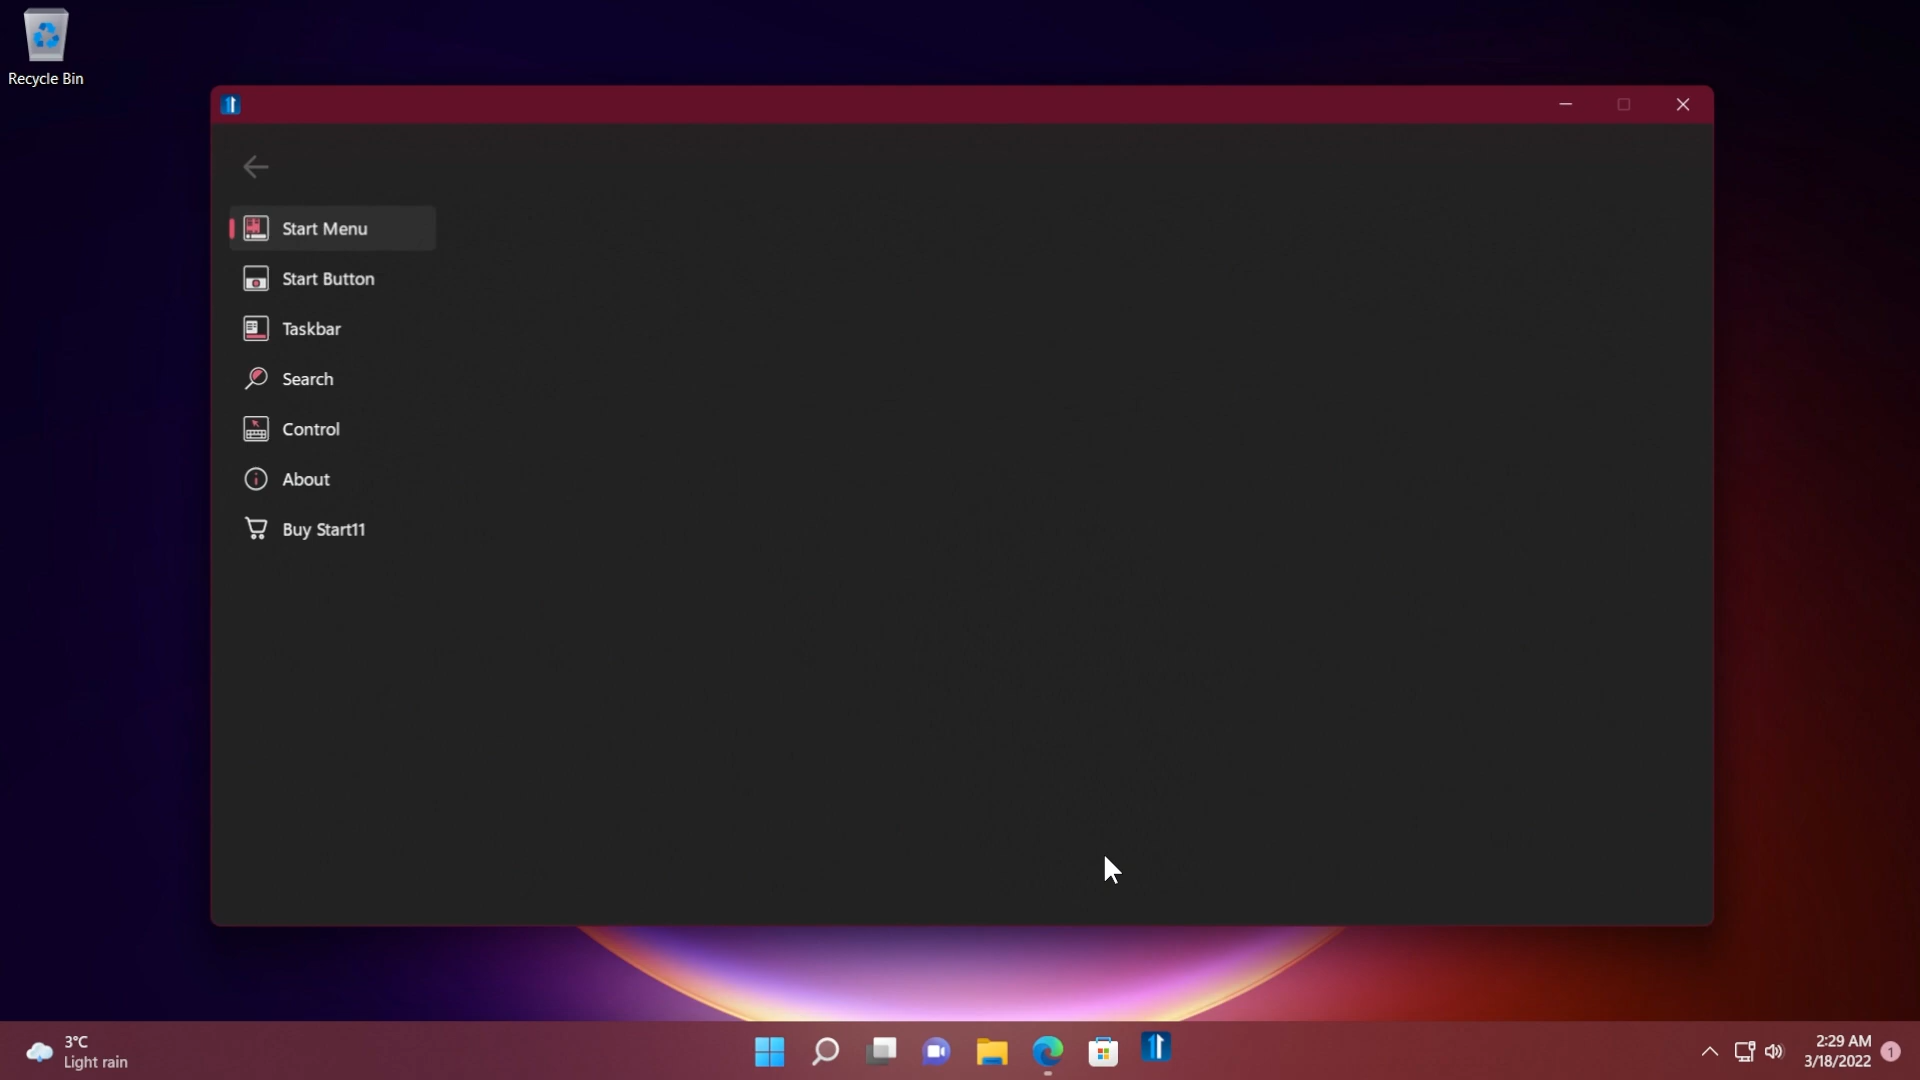 Recycle Bin
Start Menu
Start Button
Taskbar
Search
Control
About
Buy Start11
3°C
Light rain
2:29 AM
3/18/2022
1